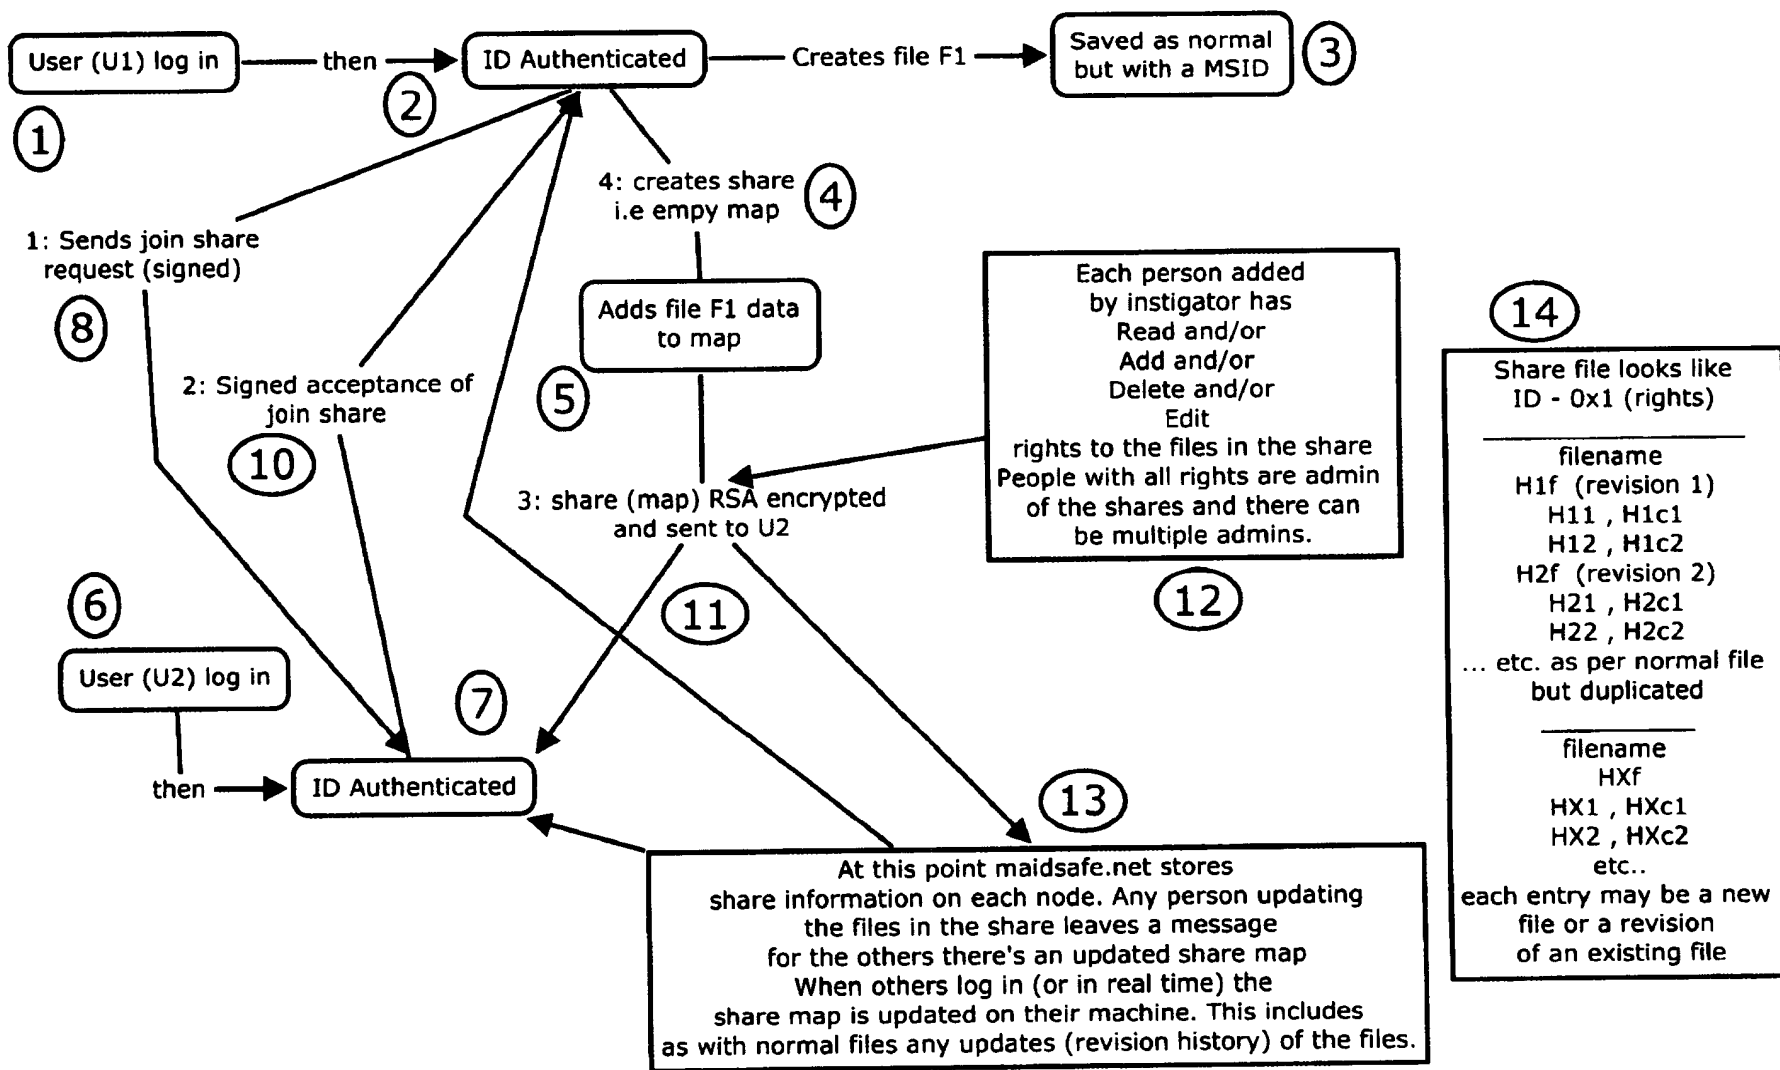 User (U1) log in
then
ID Authenticated
Creates file F1
Saved as normal
but with a MSID
3
2
1
4: creates share
i.e empy map
4
1: Sends join share
request (signed)
8
Adds file F1 data
to map
5
2: Signed acceptance of
join share
10
3: share (map) RSA encrypted
and sent to U2
11
Each person added
by instigator has
Read and/or
Add and/or
Delete and/or
Edit
rights to the files in the share
People with all rights are admin
of the shares and there can
be multiple admins.
12
6
User (U2) log in
7
then
ID Authenticated
13
At this point maidsafe.net stores
share information on each node. Any person updating
the files in the share leaves a message
for the others there's an updated share map
When others log in (or in real time) the
share map is updated on their machine. This includes
as with normal files any updates (revision history) of the files.
14
Share file looks like
ID - 0x1 (rights)
filename
H1f (revision 1)
H11 , H1c1
H12 , H1c2
H2f (revision 2)
H21 , H2c1
H22 , H2c2
... etc. as per normal file
but duplicated
filename
HXf
HX1 , HXc1
HX2 , HXc2
etc..
each entry may be a new
file or a revision
of an existing file